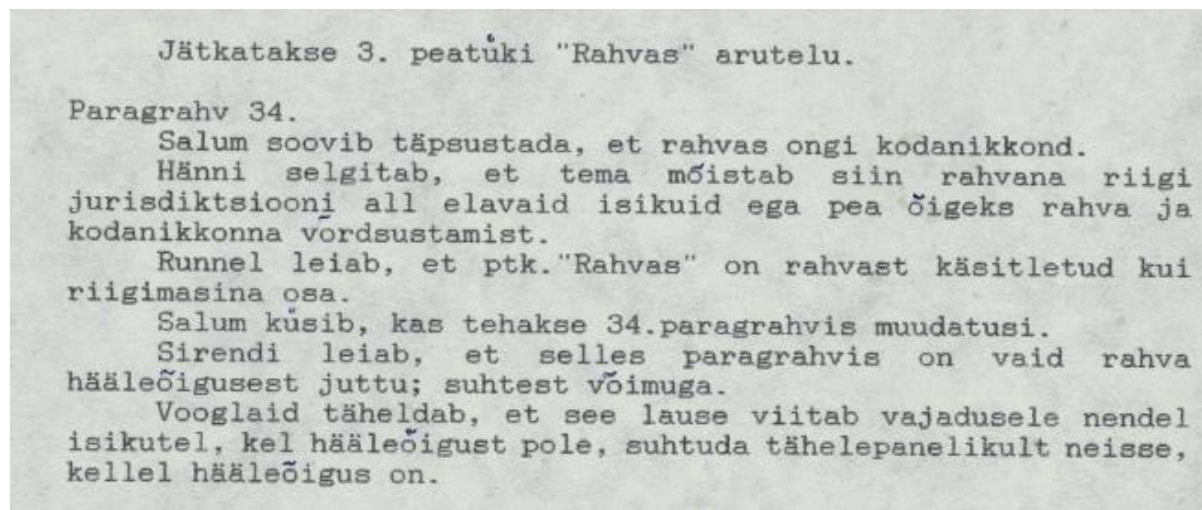 Jätkatakse 3. peatüki "Rahvas" arutelu.
Paragrahv 34.
Salum soovib täpsustada, et rahvas ongi kodanikkond.
Hänni selgitab, et tema mõistab siin rahvana riigi
jurisdiktsiooni all elavaid isikuid ega pea õigeks rahva ja
kodanikkonna võrdsustamist.
Runnel leiab, et ptk."Rahvas" on rahvast käsitletud kui
riigimasina osa.
Salum küsib, kas tehakse 34.paragrahvis muudatusi.
Sirendi leiab, et selles paragrahvis on vaid rahva
hääleõigusest juttu; suhtest võimuga.
Vooglaid täheldab, et see lause viitab vajadusele nendel
isikutel, kel hääleõigust pole, suhtuda tähelepanelikult neisse,
kellel hääleõigus on.